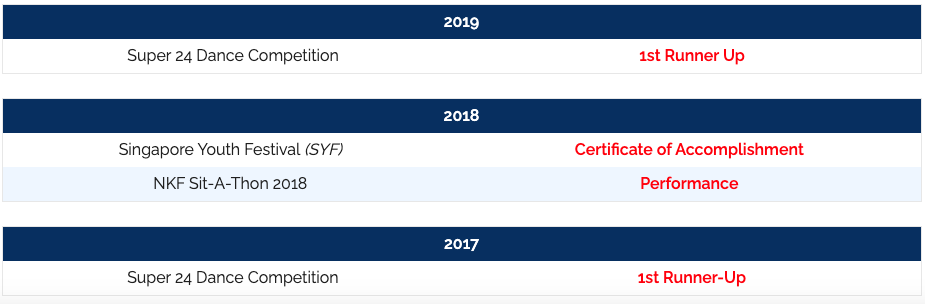 2019
Super 24 Dance Competition 1st Runner Up
2018
Singapore Youth Festival (SYF) Certificate of Accomplishment
NKF Sit-A-Thon 2018 Performance
2017
Super 24 Dance Competition 1st Runner-Up